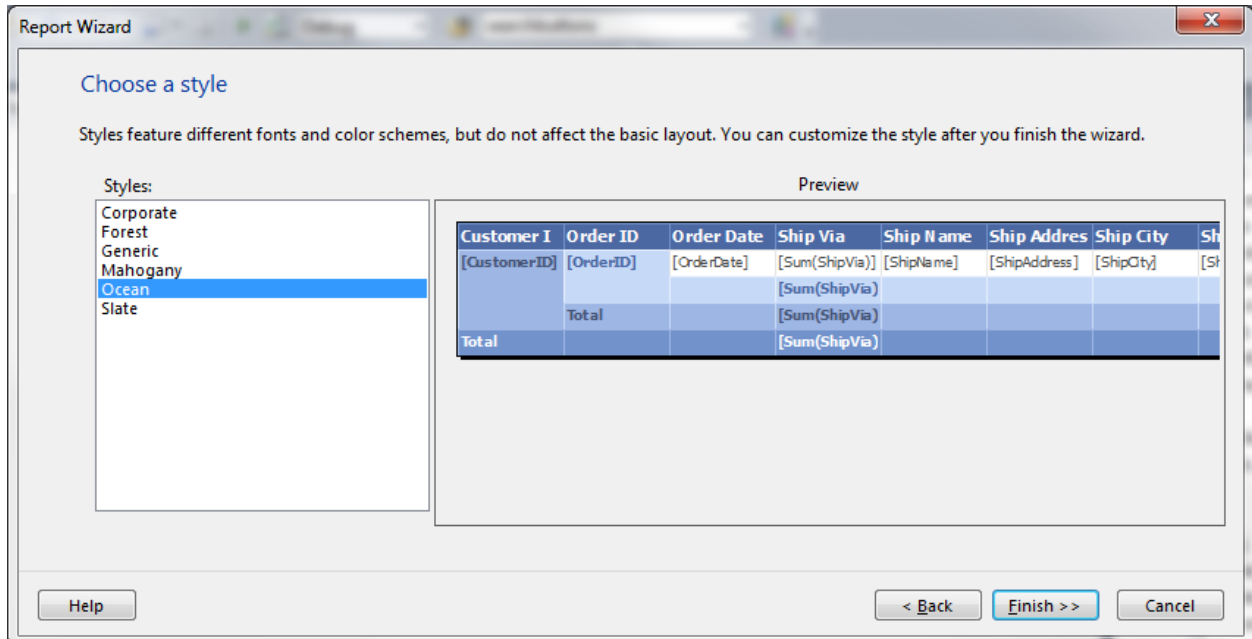 Report Wizard
Choose a style
Styles feature different fonts and color schemes, but do not affect the basic layout. You can customize the style after you finish the wizard.
Styles:
Corporate
Forest
Generic
Mahogany
Ocean
Slate
Preview
Customer I Order ID Order Date Ship Via Ship Name Ship Addres Ship City Sh
[CustomerID] [OrderID] [OrderDate] [Sum(ShipVia)] [ShipName] [ShipAddress] [ShipCity] [Sh
[Sum(ShipVia)
Total [Sum(ShipVia)
Total [Sum(ShipVia)
Help < Back Finish >> Cancel